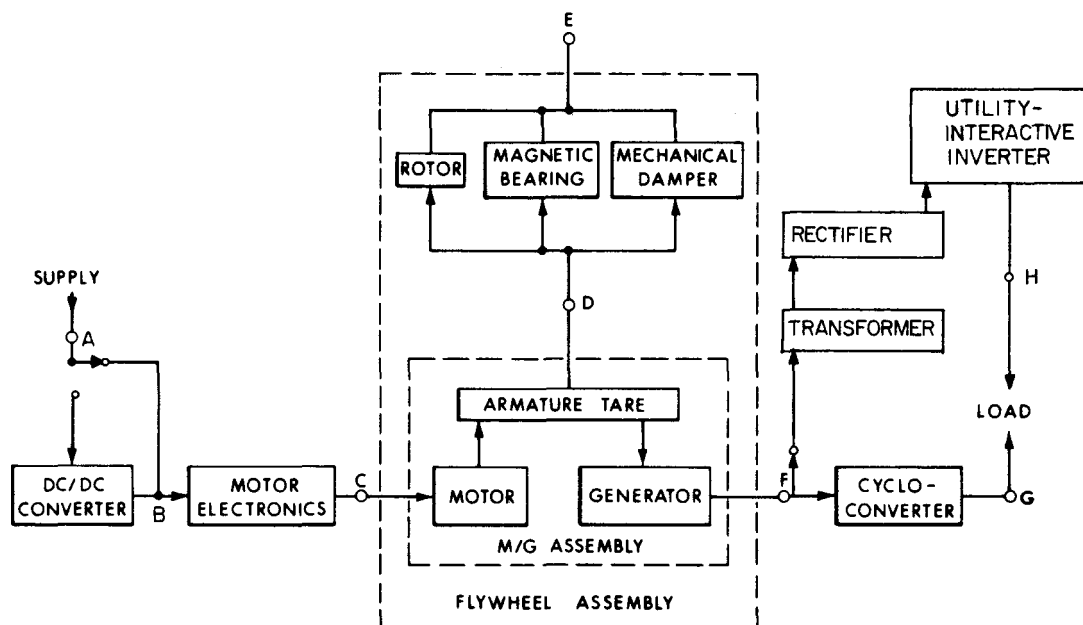 E
UTILITY-
INTERACTIVE
INVERTER
ROTOR
MAGNETIC
BEARING
MECHANICAL
DAMPER
RECTIFIER
SUPPLY
H
D
A
TRANSFORMER
ARMATURE TARE
LOAD
DC/DC
CONVERTER
B
MOTOR
ELECTRONICS
C
MOTOR
GENERATOR
F
CYCLO-
CONVERTER
G
M/G ASSEMBLY
FLYWHEEL ASSEMBLY